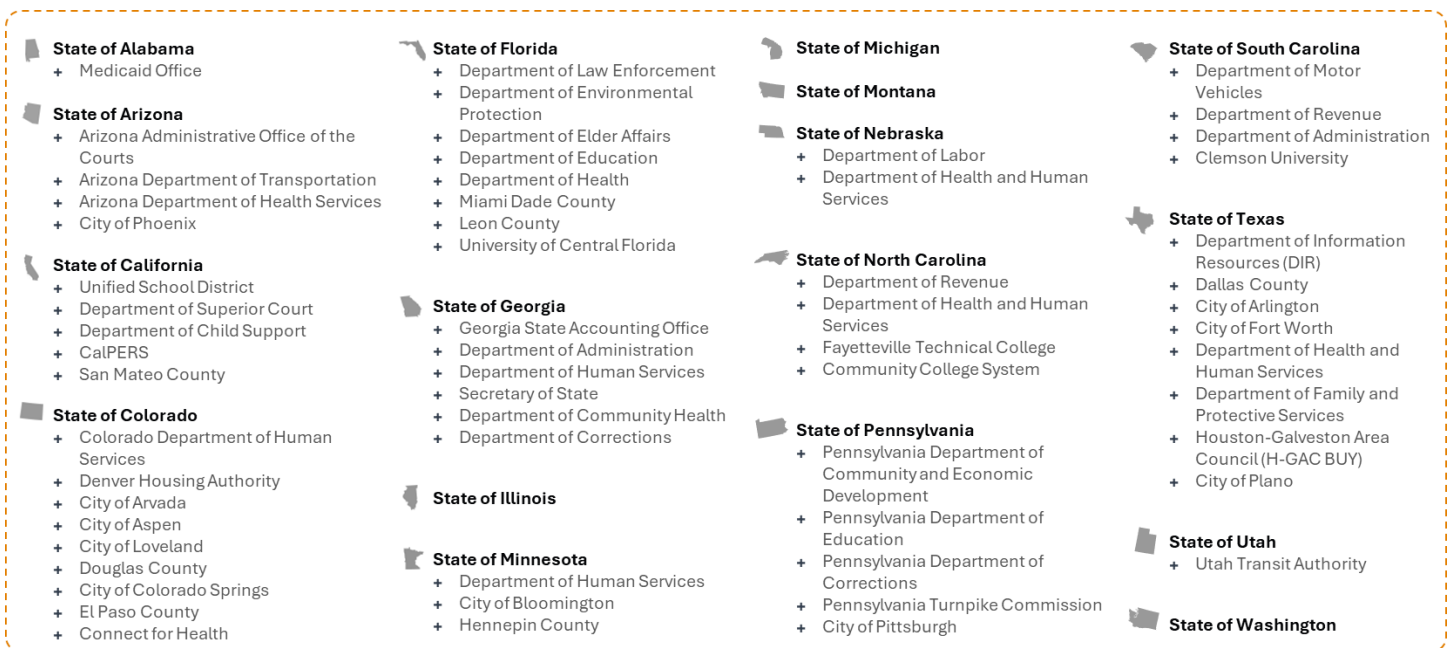 State of Alabama
+ Medicaid Office
State of Arizona
+ Arizona Administrative Office of the
Courts
+ Arizona Department of Transportation
+ Arizona Department of Health Services
+ City of Phoenix
State of California
+ Unified School District
+ Department of Superior Court
+ Department of Child Support
+ CalPERS
+ San Mateo County
State of Colorado
+ Colorado Department of Human
Services
+ Denver Housing Authority
+ City of Arvada
+ City of Aspen
+ City of Loveland
+ Douglas County
+ City of Colorado Springs
+ El Paso County
+ Connect for Health
State of Florida
+ Department of Law Enforcement
+ Department of Environmental
Protection
+ Department of Elder Affairs
+ Department of Education
+ Department of Health
+ Miami Dade County
+ Leon County
+ University of Central Florida
State of Georgia
+ Georgia State Accounting Office
+ Department of Administration
+ Department of Human Services
+ Secretary of State
+ Department of Community Health
+ Department of Corrections
State of Illinois
State of Minnesota
+ Department of Human Services
+ City of Bloomington
+ Hennepin County
State of Michigan
State of Montana
State of Nebraska
+ Department of Labor
+ Department of Health and Human
Services
State of North Carolina
+ Department of Revenue
+ Department of Health and Human
Services
+ Fayetteville Technical College
+ Community College System
State of Pennsylvania
+ Pennsylvania Department of
Community and Economic
Development
+ Pennsylvania Department of
Education
+ Pennsylvania Department of
Corrections
+ Pennsylvania Turnpike Commission
+ City of Pittsburgh
State of South Carolina
+ Department of Motor
Vehicles
+ Department of Revenue
+ Department of Administration
+ Clemson University
State of Texas
+ Department of Information
Resources (DIR)
+ Dallas County
+ City of Arlington
+ City of Fort Worth
+ Department of Health and
Human Services
+ Department of Family and
Protective Services
+ Houston-Galveston Area
Council (H-GAC BUY)
+ City of Plano
State of Utah
+ Utah Transit Authority
State of Washington